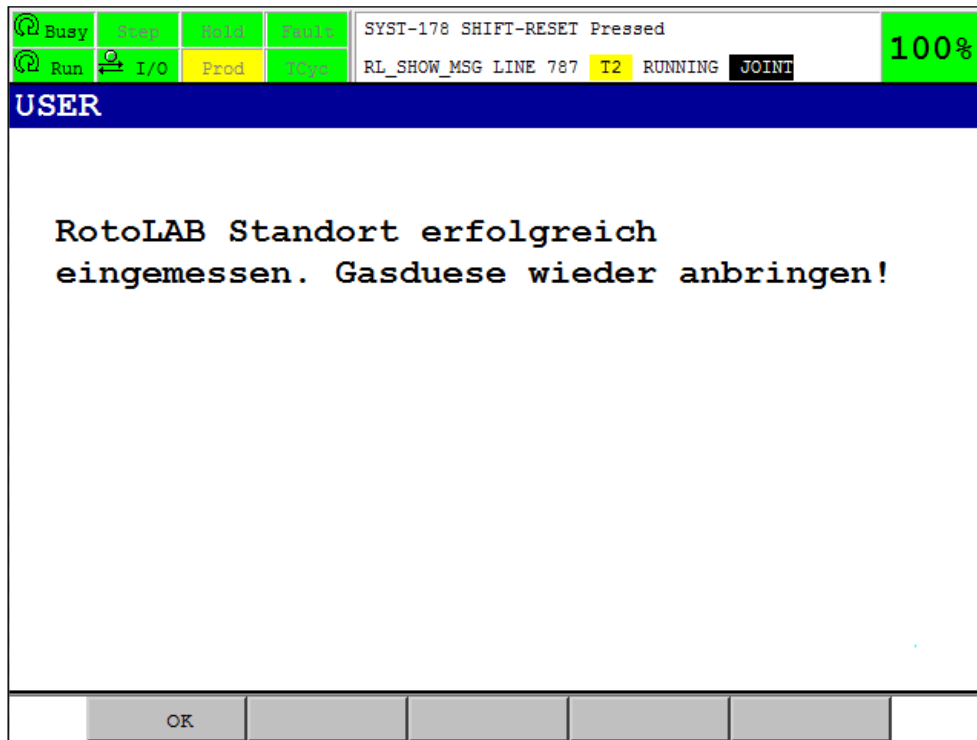 Busy Step Hold Fault SYST-178 SHIFT-RESET Pressed
100%
Run I/O Prod TCyc RL_SHOW_MSG LINE 787 T2 RUNNING JOINT
USER
RotoLAB Standort erfolgreich
eingemessen. Gasduese wieder anbringen!
OK